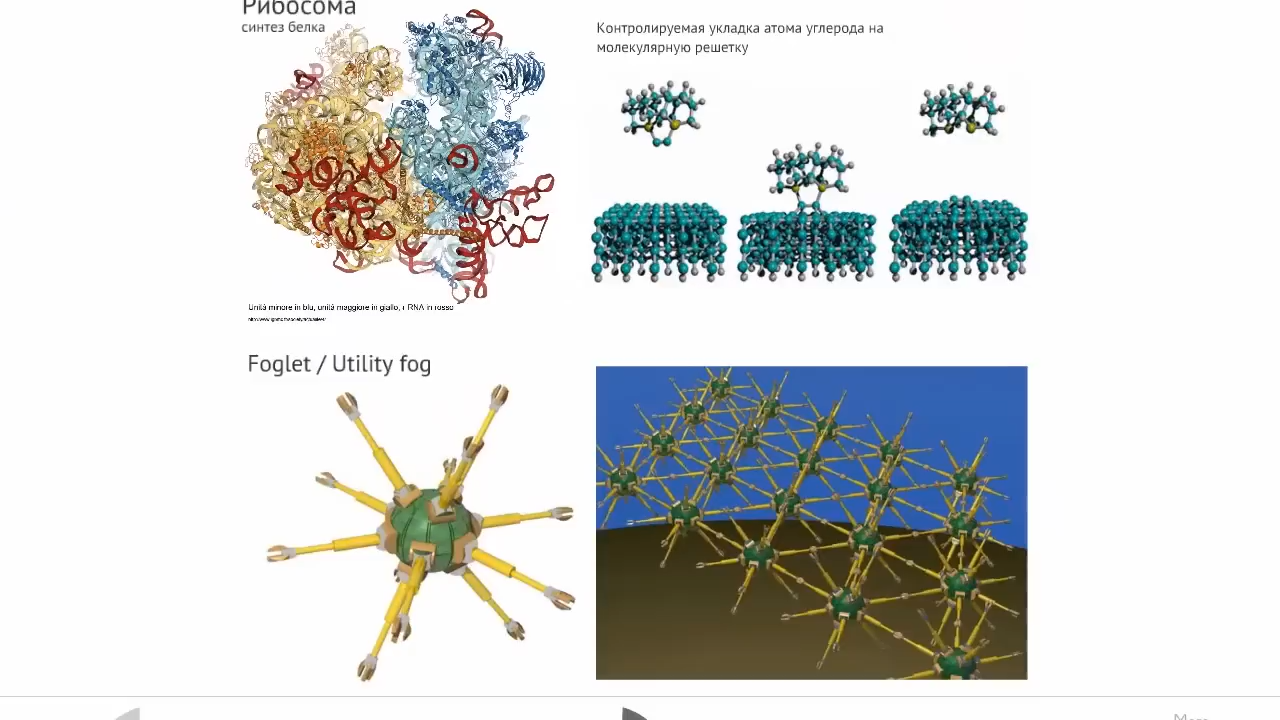 Рибосома
синтез белка
Контролируемая укладка атома углерода на
молекулярную решетку
Unità minore in blu, unità maggiore in giallo, r RNA in rosso
Foglet / Utility fog